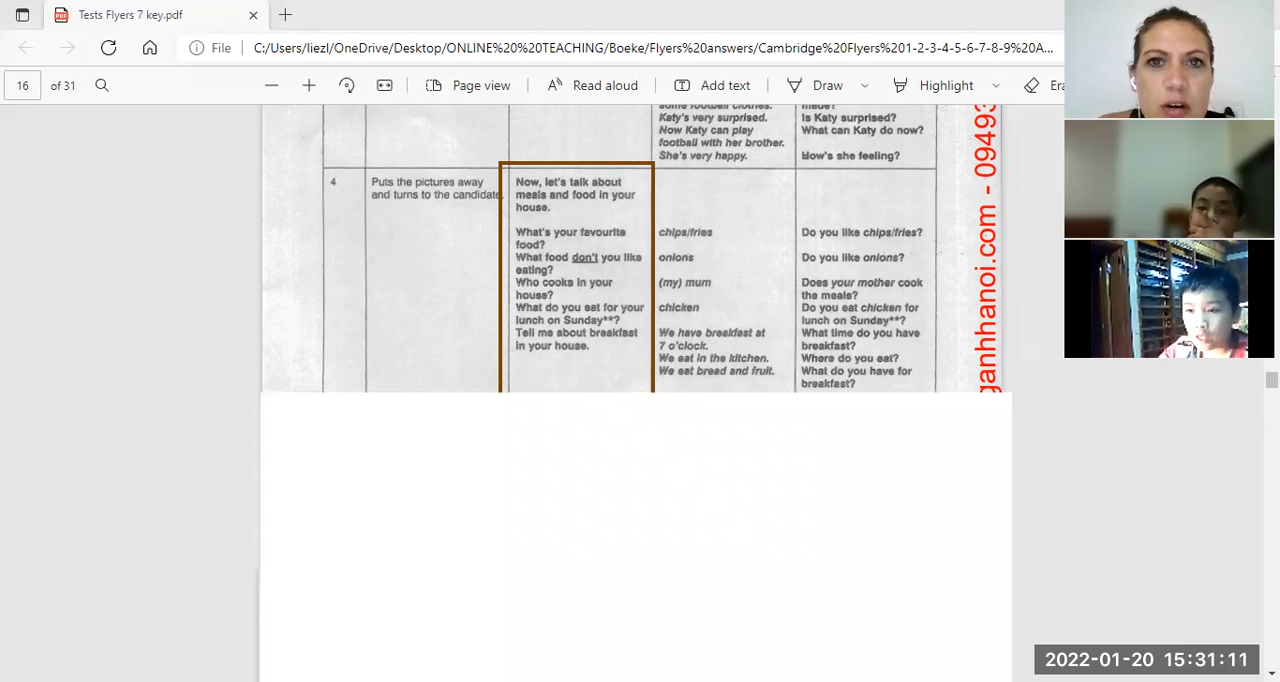 Tests Flyers 7 key.pdf
File
C:/Users/liezl/OneDrive/Desktop/ONLINE%20%20TEACHING/Boeke/Flyers%20answers/Cambridge%20Flyers%201-2-3-4-5-6-7-8-9%20A...
16 of 31
Page view
Read aloud
Add text
Draw
Highlight
Era
some football clothes.
Katy's very surprised.
Now Katy can play
football with her brother.
She's very happy.
made?
Is Katy surprised?
What can Katy do now?
How's she feeling?
4
Puts the pictures away
and turns to the candidate.
Now, let's talk about
meals and food in your
house.
What's your favourite
food?
What food don't you like
eating?
Who cooks in your
house?
What do you eat for your
lunch on Sunday**?
Tell me about breakfast
in your house.
chips/fries
onions
(my) mum
chicken
We have breakfast at
7 o'clock.
We eat in the kitchen.
We eat bread and fruit.
Do you like chips/fries?
Do you like onions?
Does your mother cook
the meals?
Do you eat chicken for
lunch on Sunday**?
What time do you have
breakfast?
Where do you eat?
What do you have for
breakfast?
ganhhanoi.com - 09493
2022-01-20 15:31:11